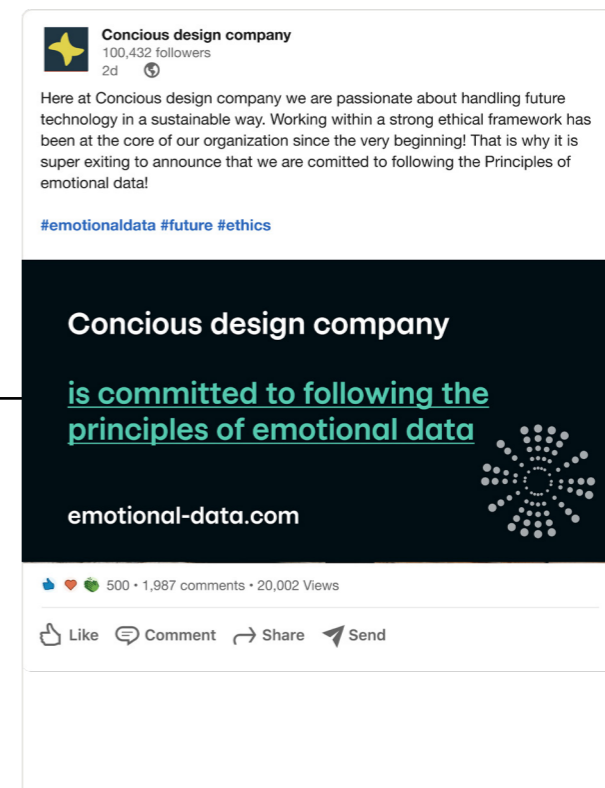 Concious design company
100,432 followers
2d
Here at Concious design company we are passionate about handling future
technology in a sustainable way. Working within a strong ethical framework has
been at the core of our organization since the very beginning! That is why it is
super exiting to announce that we are comitted to following the Principles of
emotional data!
#emotionaldata #future #ethics
Concious design company
is committed to following the
principles of emotional data
emotional-data.com
500 • 1,987 comments • 20,002 Views
Like Comment Share Send